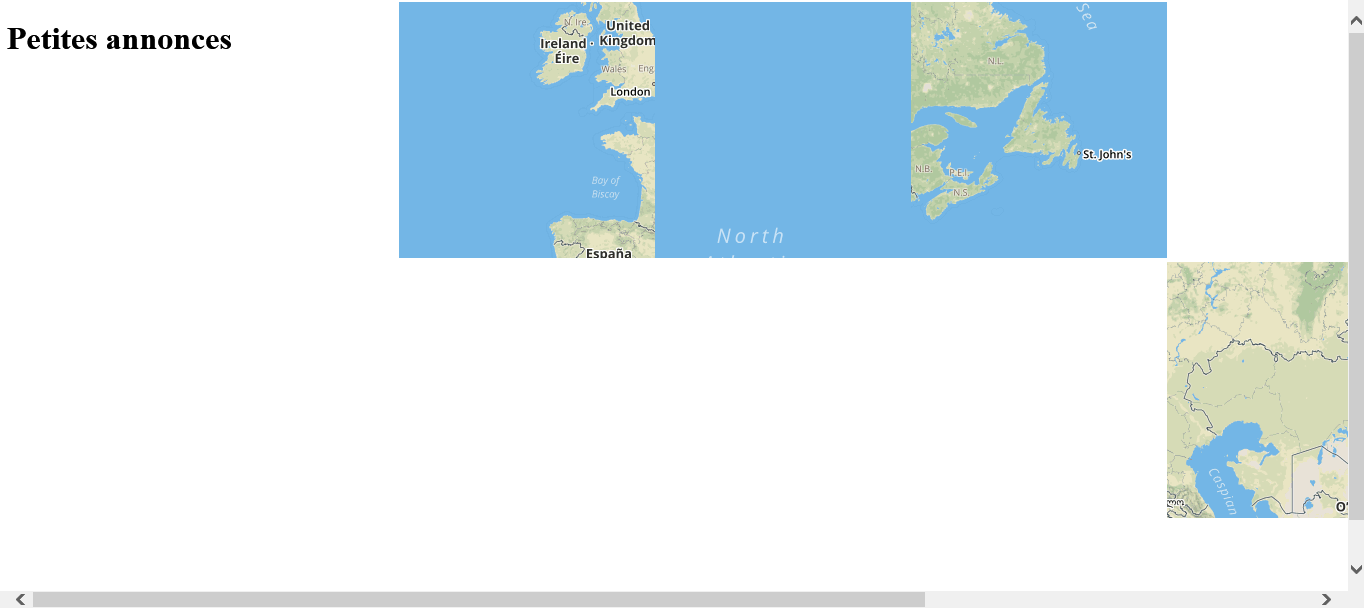 Petites annonces
N. Ire.
United
Kingdom
Ireland
Éire
Wales
Eng
London
Bay of
Biscay
España
North
Sea
N.L.
St. John's
N.B.
P.E.I.
N.S.
Caspian